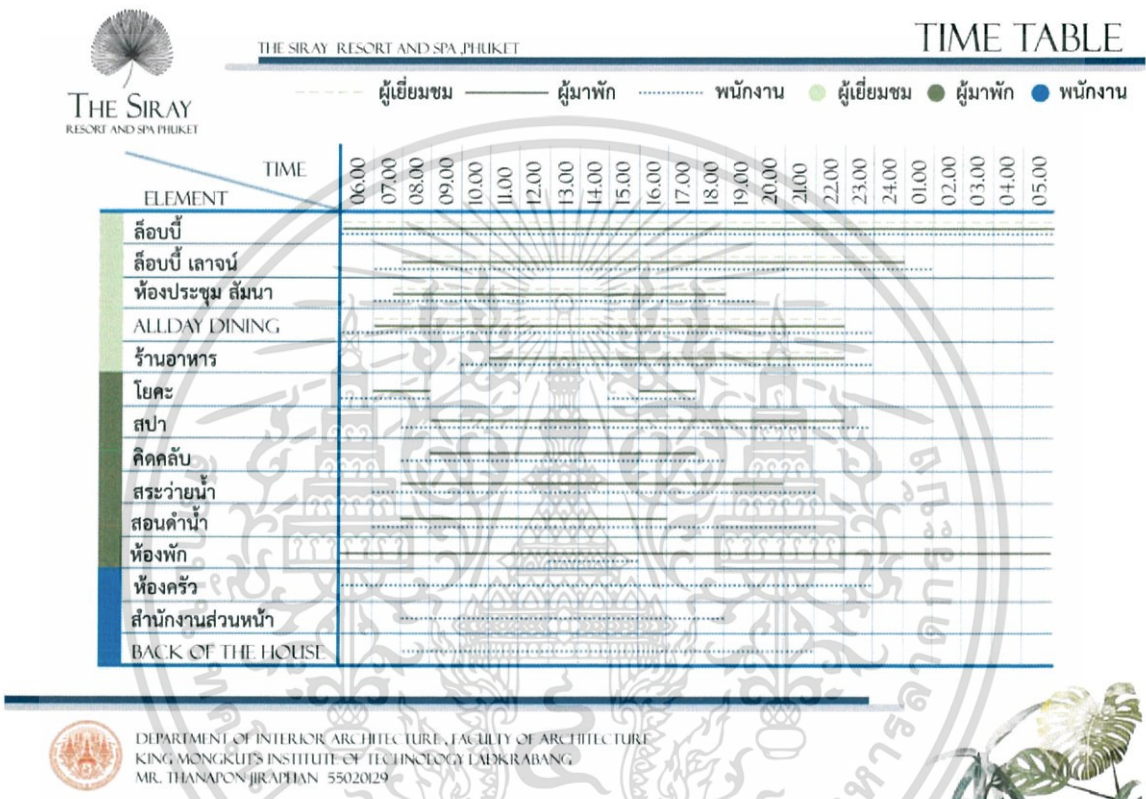 THE SIRAY RESORT AND SPA ,PHUKET
TIME TABLE
THE SIRAY
RESORT AND SPA PHUKET
ผู้เยี่ยมชม ผู้มาพัก พนักงาน ผู้เยี่ยมชม ผู้มาพัก พนักงาน
TIME
ELEMENT
06.00 07.00 08.00 09.00 10.00 11.00 12.00 13.00 14.00 15.00 16.00 17.00 18.00 19.00 20.00 21.00 22.00 23.00 24.00 01.00 02.00 03.00 04.00 05.00
ล็อบบี้
ล็อบบี้ เลาจน์
ห้องประชุม สัมนา
ALLDAY DINING
ร้านอาหาร
โยคะ
สปา
คิดคลับ
สระว่ายน้ำ
สอนดำน้ำ
ห้องพัก
ห้องครัว
สำนักงานส่วนหน้า
BACK OF THE HOUSE
DEPARTMENT OF INTERIOR ARCHITECTURE , FACULTY OF ARCHITECTURE
KING MONGKUT'S INSTITUTE OF TECHNOLOGY LADKRABANG
MR. THANAPON JIRAPHAN 55020129